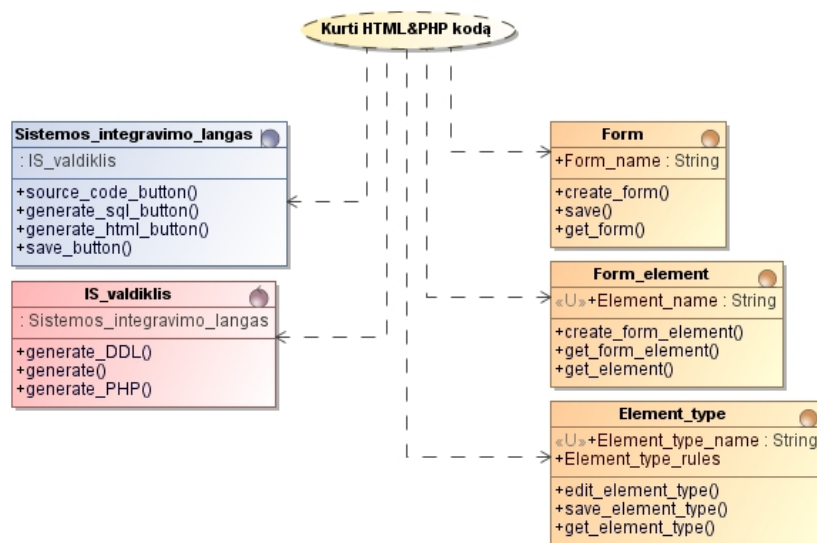 Kurti HTML&PHP kodą
Sistemos_integravimo_langas
: IS_valdiklis
+source_code_button()
+generate_sql_button()
+generate_html_button()
+save_button()
IS_valdiklis
: Sistemos_integravimo_langas
+generate_DDL()
+generate()
+generate_PHP()
Form
+Form_name : String
+create_form()
+save()
+get_form()
Form_element
«U»+Element_name : String
+create_form_element()
+get_form_element()
+get_element()
Element_type
«U»+Element_type_name : String
+Element_type_rules
+edit_element_type()
+save_element_type()
+get_element_type()